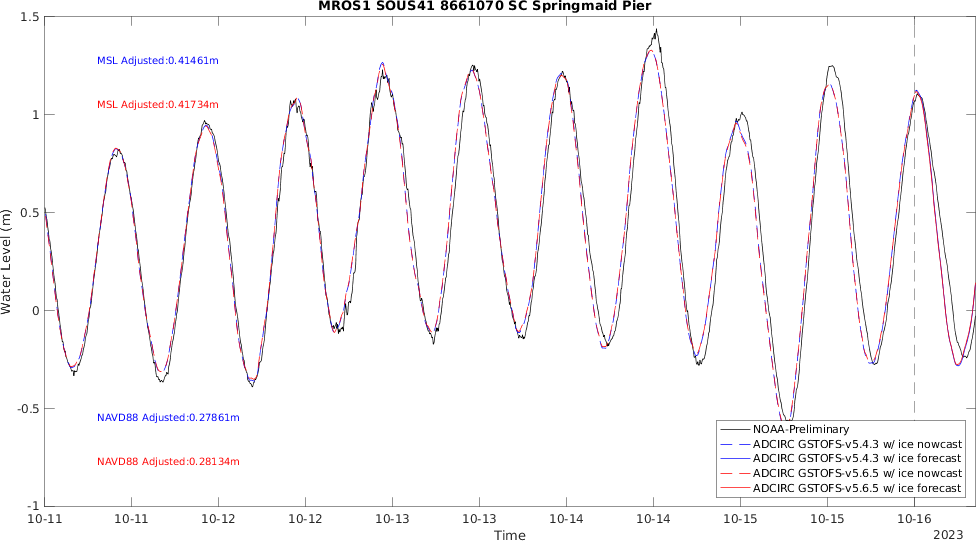 MROS1 SOUS41 8661070 SC Springmaid Pier
1.5
1
0.5
0
-0.5
-1
Water Level (m)
MSL Adjusted:0.41461m
MSL Adjusted:0.41734m
NAVD88 Adjusted:0.27861m
NAVD88 Adjusted:0.28134m
NOAA-Preliminary
ADCIRC GSTOFS-v5.4.3 w/ ice nowcast
ADCIRC GSTOFS-v5.4.3 w/ ice forecast
ADCIRC GSTOFS-v5.6.5 w/ ice nowcast
ADCIRC GSTOFS-v5.6.5 w/ ice forecast
10-11 10-11 10-12 10-12 10-13 10-13 10-14 10-14 10-15 10-15 10-16
Time
2023